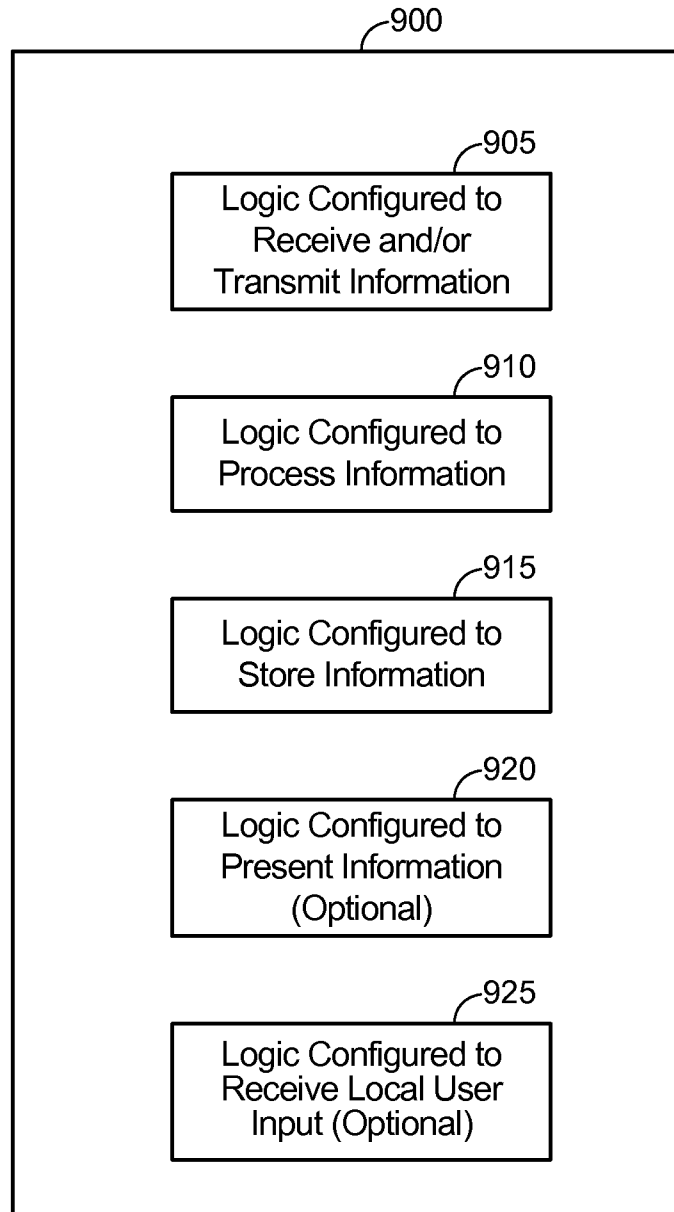 900
905
Logic Configured to
Receive and/or
Transmit Information
910
Logic Configured to
Process Information
915
Logic Configured to
Store Information
920
Logic Configured to
Present Information
(Optional)
925
Logic Configured to
Receive Local User
Input (Optional)